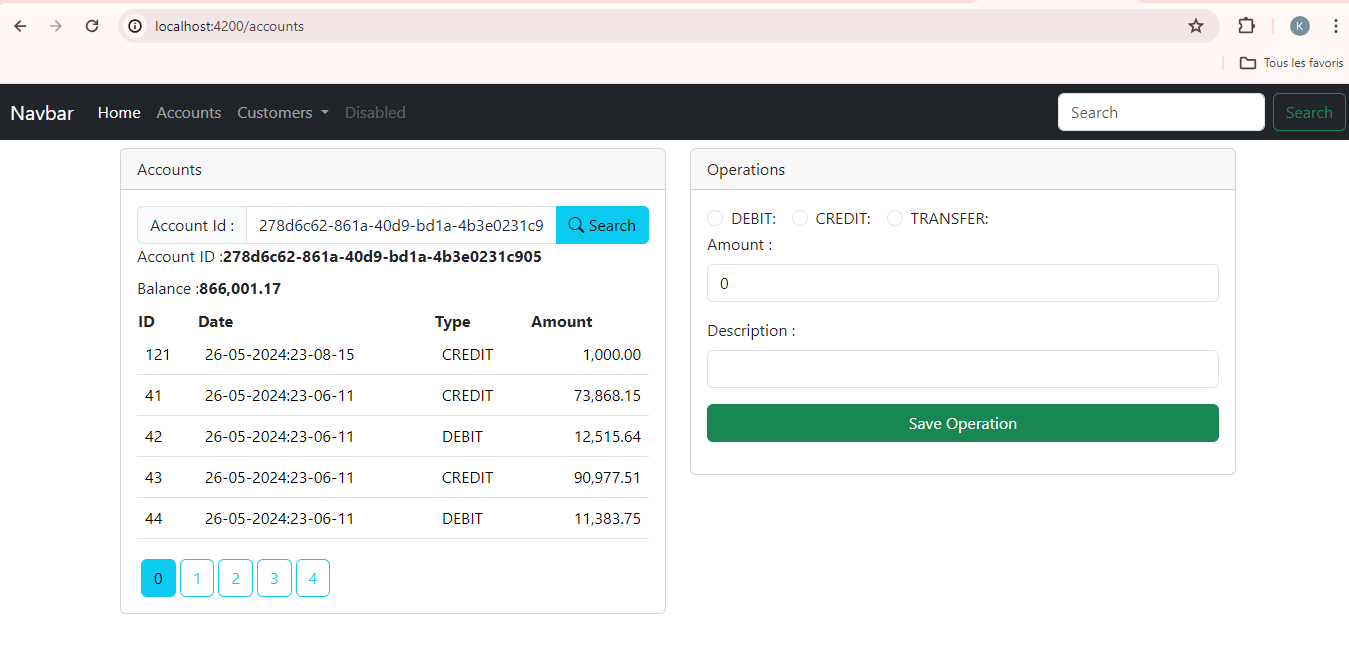 localhost:4200/accounts
K
Tous les favoris
Navbar Home Accounts Customers Disabled Search Search
Accounts
Account Id : 278d6c62-861a-40d9-bd1a-4b3e0231c9 Search
Account ID :278d6c62-861a-40d9-bd1a-4b3e0231c905
Balance :866,001.17
ID Date Type Amount
121 26-05-2024:23-08-15 CREDIT 1,000.00
41 26-05-2024:23-06-11 CREDIT 73,868.15
42 26-05-2024:23-06-11 DEBIT 12,515.64
43 26-05-2024:23-06-11 CREDIT 90,977.51
44 26-05-2024:23-06-11 DEBIT 11,383.75
0 1 2 3 4
Operations
DEBIT: CREDIT: TRANSFER:
Amount :
0
Description :
Save Operation